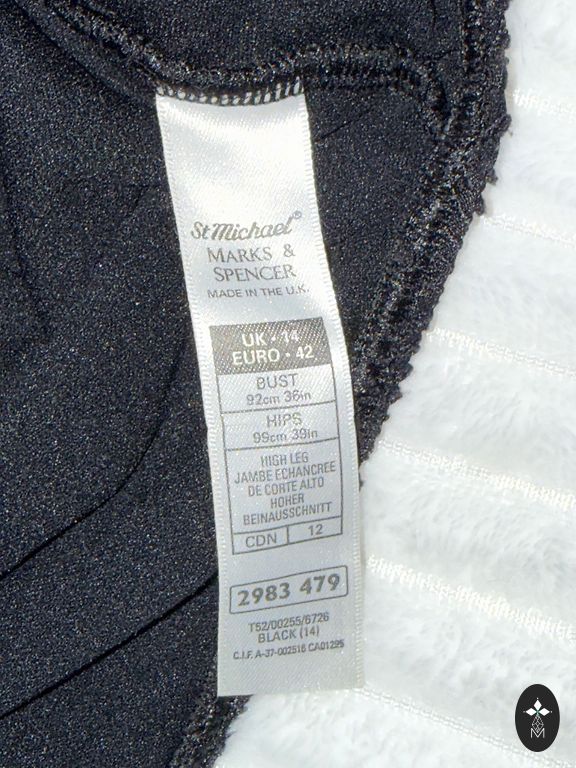 St Michael®
MARKS &
SPENCER
MADE IN THE U.K.
UK • 14
EURO • 42
BUST
92cm 36in
HIPS
99cm 39in
HIGH LEG
JAMBE ECHANCREE
DE CORTE ALTO
HOHER
BEINAUSSCHNITT
CDN 12
2983 479
T52/00255/6726
BLACK (14)
C.I.F. A-37-002516 CA01295
M